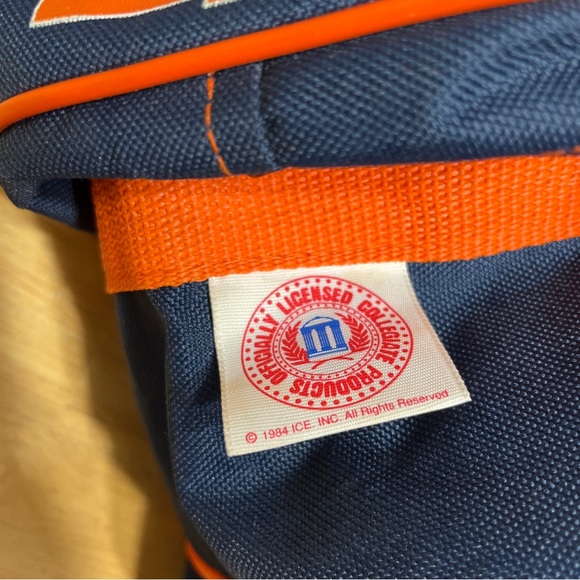 OFFICIALLY LICENSED COLLEGIATE PRODUCTS
© 1984 ICE. INC. All Rights Reserved